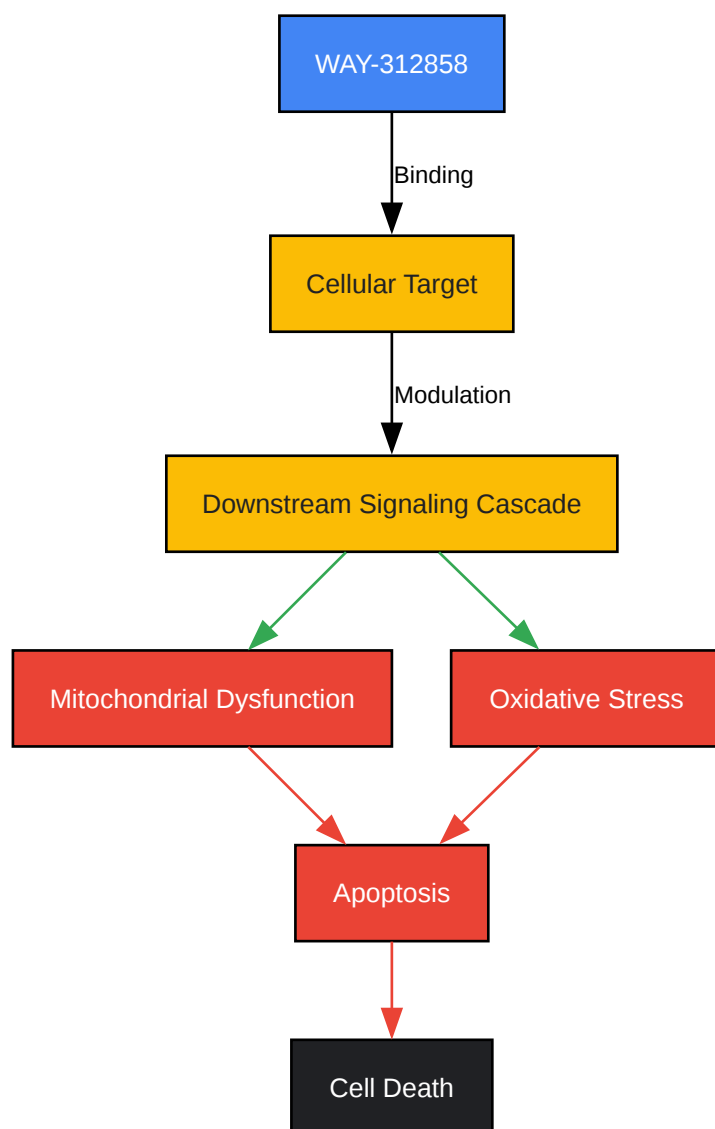 WAY-312858
Binding
Cellular Target
Modulation
Downstream Signaling Cascade
Mitochondrial Dysfunction
Oxidative Stress
Apoptosis
Cell Death